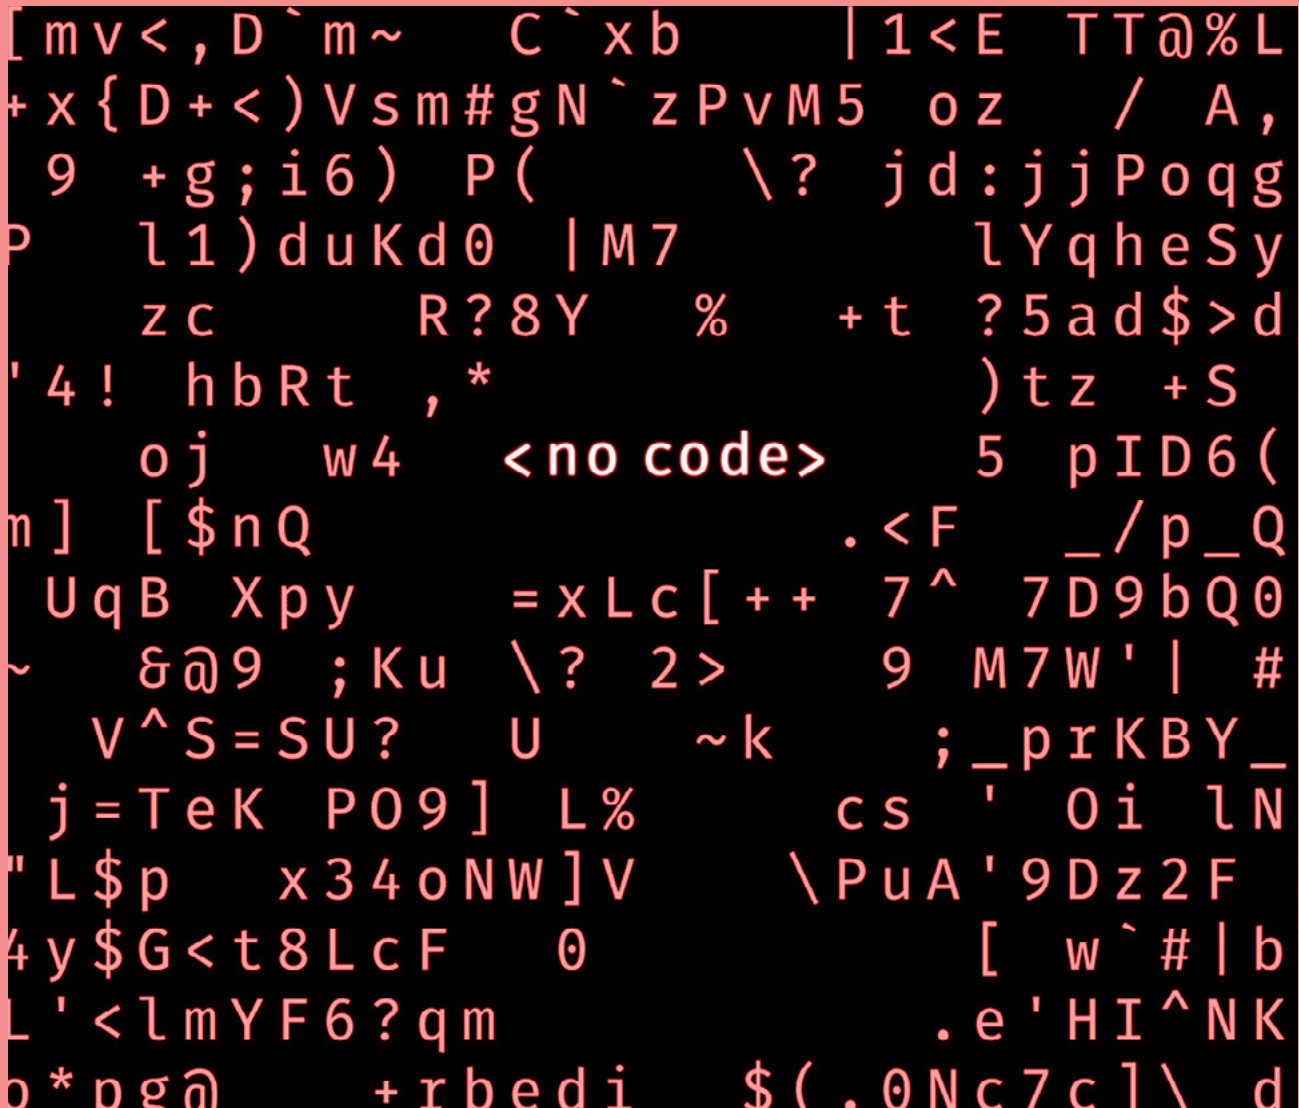 [mv<,D`m~  C`xb   |1<E TT@%L
+x{D+<)Vsm#gN`zPvM5 oz  / A,
 9 +g;i6) P(    \? jd:jjPoqg
P  l1)duKd0 |M7      lYqheSy
   zc    R?8Y  %  +t ?5ad$>d
'4! hbRt ,*          )tz +S
   oj  w4  <no code>   5 pID6(
m] [$nQ           .<F  _/p_Q
 UqB Xpy   =xLc[++ 7^ 7D9bQ0
~  &@9 ;Ku \? 2>   9 M7W'| #
  V^S=SU?  U   ~k   ;_prKBY_
 j=TeK PO9] L%    cs ' Oi lN
"L$p  x34oNW]V   \PuA'9Dz2F
4y$G<t8LcF  0        [ w`#|b
L'<lmYF6?qm         .e'HI^NK
o*pg@   +rbedi  $(.0Nc7c]\ d